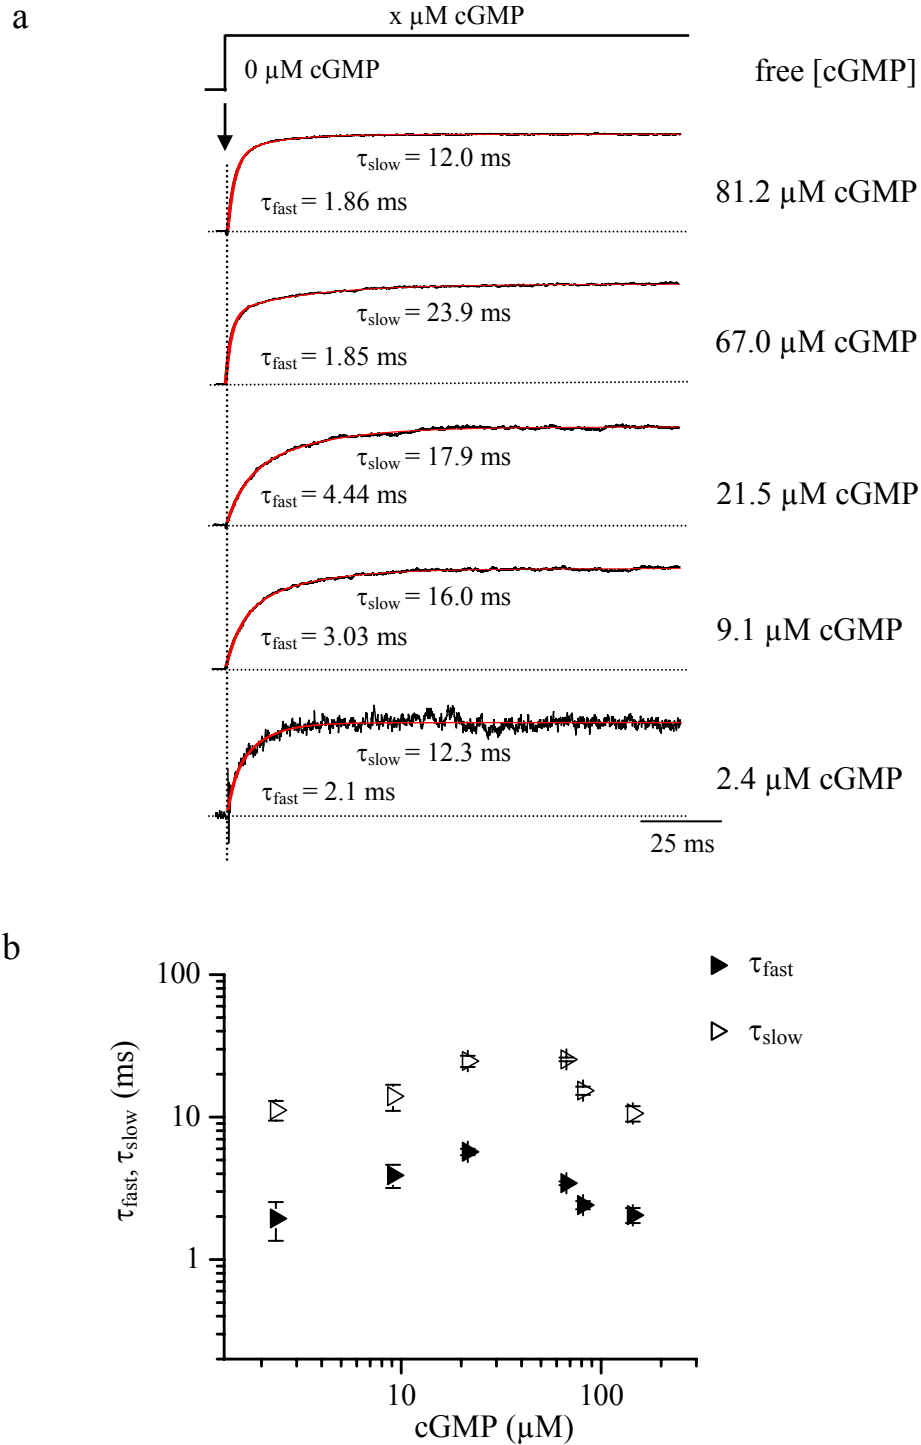 a
x µM cGMP
0 µM cGMP
free [cGMP]
τslow = 12.0 ms
τfast = 1.86 ms
81.2 µM cGMP
τslow = 23.9 ms
τfast = 1.85 ms
67.0 µM cGMP
τslow = 17.9 ms
τfast = 4.44 ms
21.5 µM cGMP
τslow = 16.0 ms
τfast = 3.03 ms
9.1 µM cGMP
τslow = 12.3 ms
τfast = 2.1 ms
2.4 µM cGMP
25 ms
b
τfast
τslow
100
10
1
τfast, τslow (ms)
10
100
cGMP (µM)